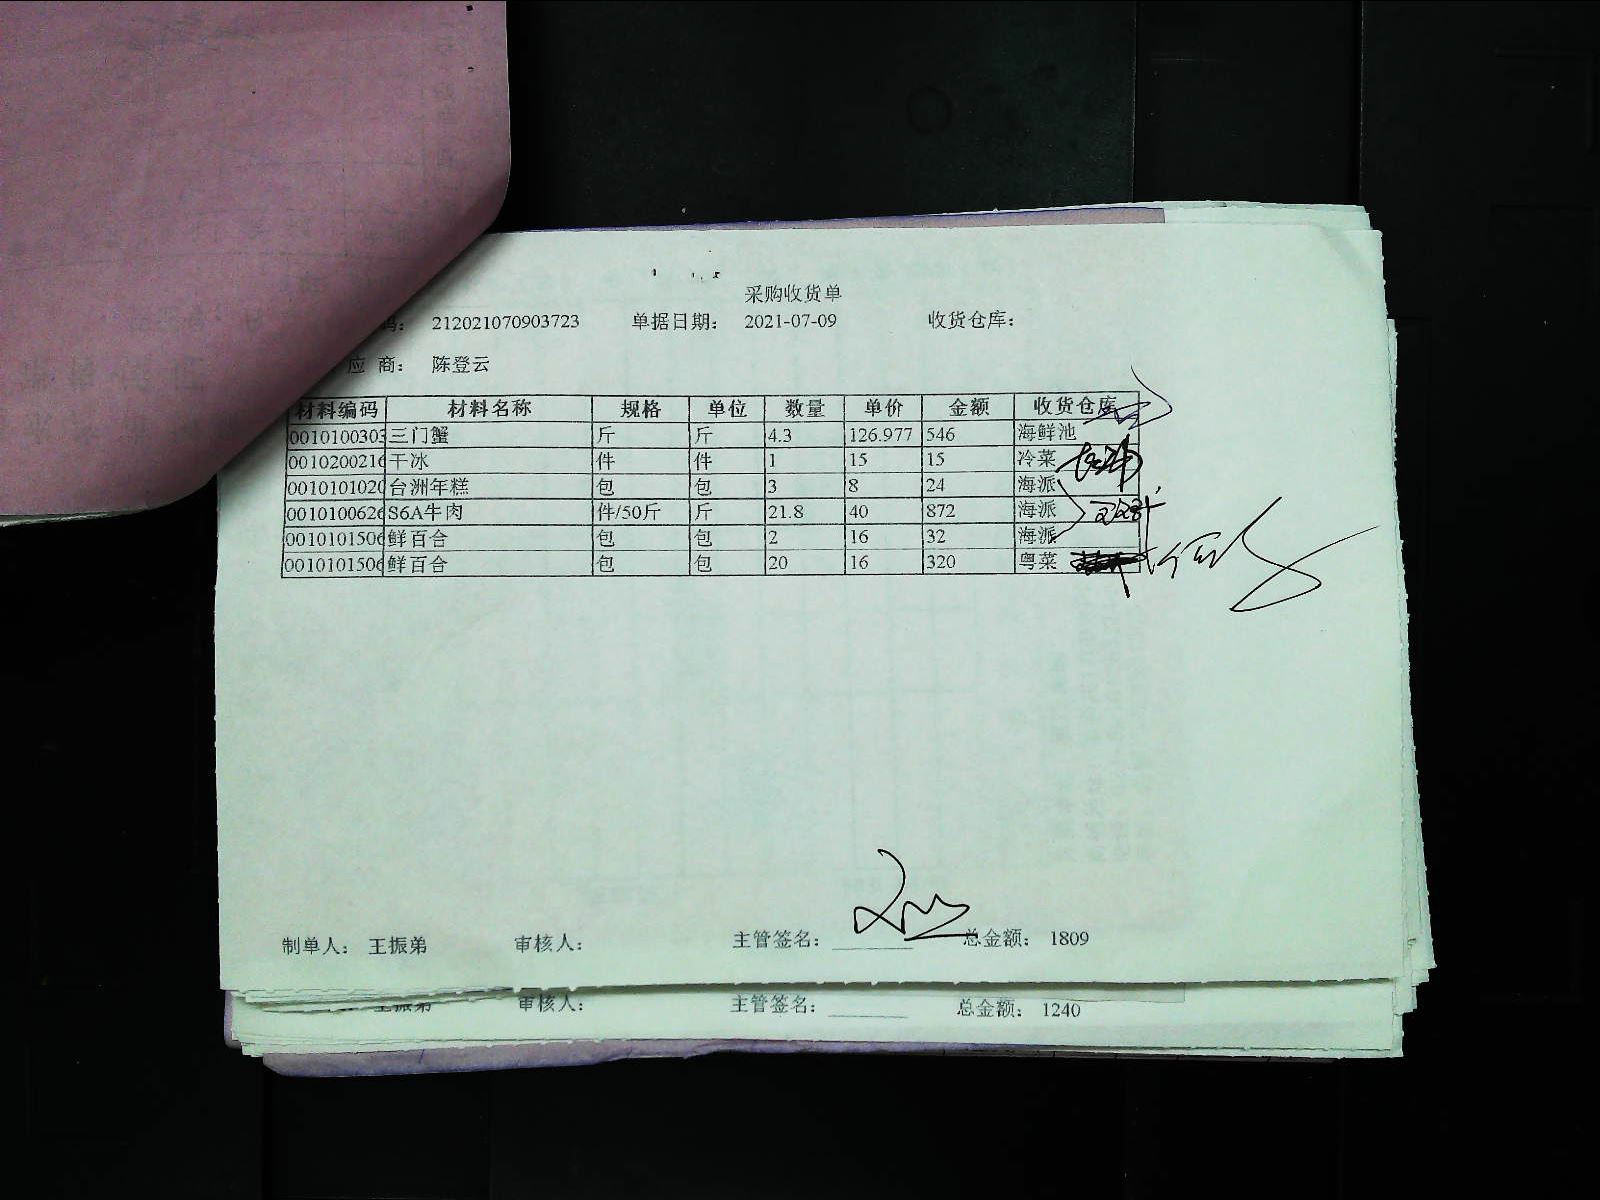 采购收货单
码： 212021070903723 单据日期： 2021-07-09 收货仓库：
应 商： 陈登云
材料编码 材料名称 规格 单位 数量 单价 金额 收货仓库
0010100303 三门蟹 斤 斤 4.3 126.977 546 海鲜池
0010200216 干冰 件 件 1 15 15 冷菜
0010101020 台洲年糕 包 包 3 8 24 海派
0010100626 S6A牛肉 件/50斤 斤 21.8 40 872 海派
0010101506 鲜百合 包 包 2 16 32 海派
0010101506 鲜百合 包 包 20 16 320 粤菜
制单人： 王振弟 审核人： 主管签名： 总金额： 1809
王振弟 审核人： 主管签名： 总金额： 1240